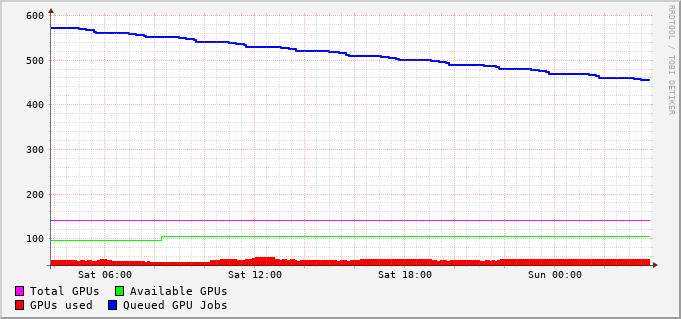 600
500
400
300
200
100
Sat 06:00 Sat 12:00 Sat 18:00 Sun 00:00
Total GPUs Available GPUs
GPUs used Queued GPU Jobs
RRDTOOL / TOBI OETIKER